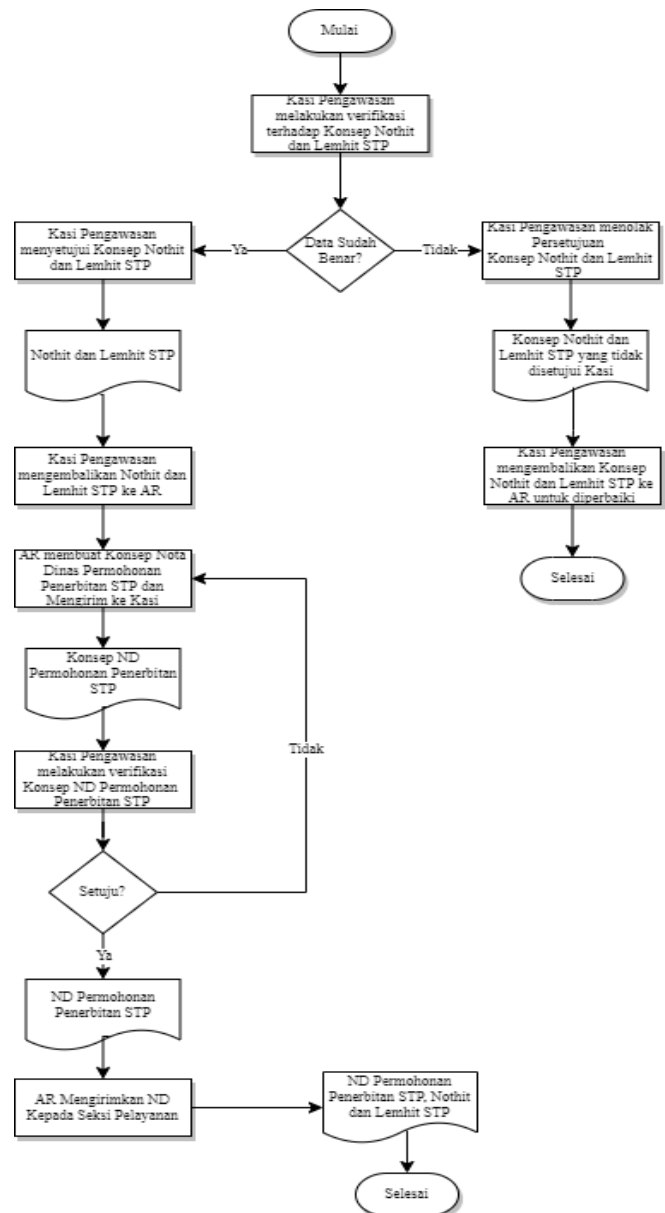 Mulai
Kasi Pengawasan
melakukan verifikasi
terhadap Konsep Nothit
dan Lemhit STP
Data Sudah
Benar?
Ya
Tidak
Kasi Pengawasan
menyetujui Konsep Nothit
dan Lemhit STP
Kasi Pengawasan menolak
Persetujuan
Konsep Nothit dan Lemhit
STP
Nothit dan Lemhit STP
Konsep Nothit dan
Lemhit STP yang tidak
disetujui Kasi
Kasi Pengawasan
mengembalikan Nothit dan
Lemhit STP ke AR
Kasi Pengawasan
mengembalikan Konsep
Nothit dan Lemhit STP ke
AR untuk diperbaiki
Selesai
AR membuat Konsep Nota
Dinas Permohonan
Penerbitan STP dan
Mengirim ke Kasi
Konsep ND
Permohonan Penerbitan
STP
Tidak
Kasi Pengawasan
melakukan verifikasi
Konsep ND Permohonan
Penerbitan STP
Setuju?
Ya
ND Permohonan
Penerbitan STP
AR Mengirimkan ND
Kepada Seksi Pelayanan
ND Permohonan
Penerbitan STP, Nothit
dan Lemhit STP
Selesai